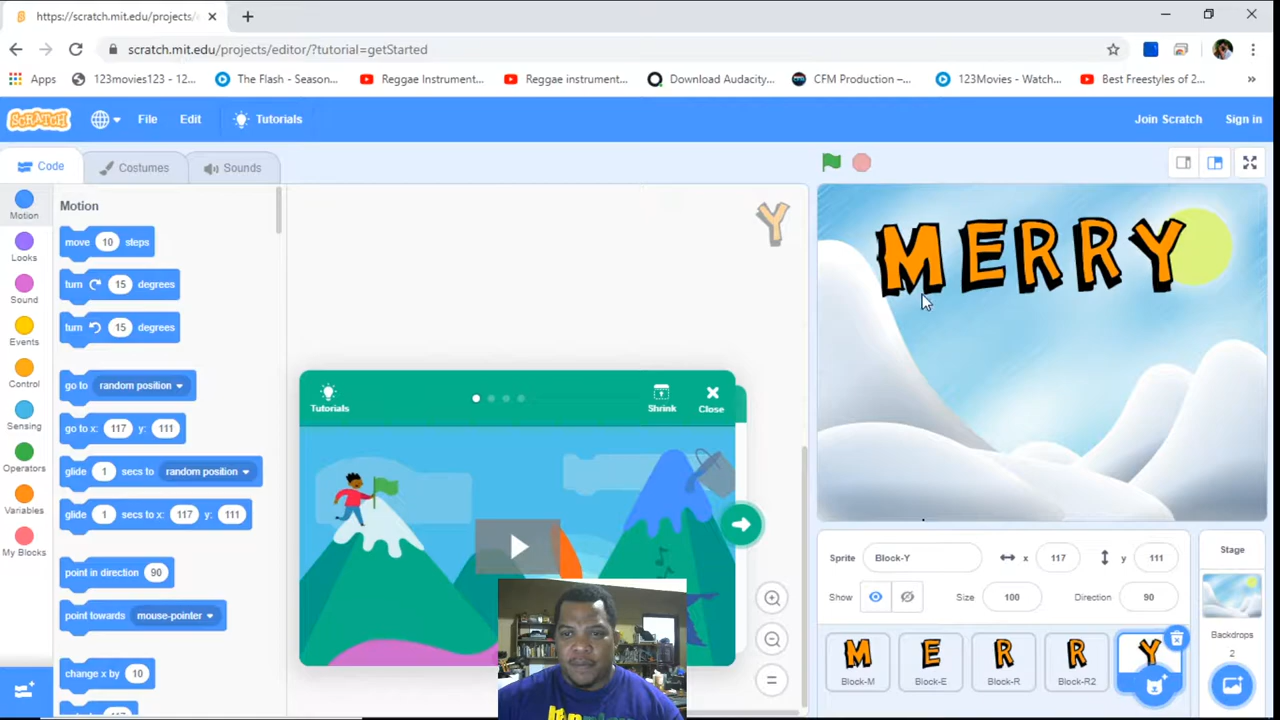 https://scratch.mit.edu/projects/
scratch.mit.edu/projects/editor/?tutorial=getStarted
Apps
123movies123 - 12...
The Flash - Season...
Reggae Instrument...
Reggae instrument...
Download Audacity...
CFM Production –...
123Movies - Watch...
Best Freestyles of 2...
SCRATCH
File
Edit
Tutorials
Join Scratch
Sign in
Code
Costumes
Sounds
Motion
Looks
Sound
Events
Control
Sensing
Operators
Variables
My Blocks
Motion
move 10 steps
turn 15 degrees
turn 15 degrees
go to random position
go to x: 117 y: 111
glide 1 secs to random position
glide 1 secs to x: 117 y: 111
point in direction 90
point towards mouse-pointer
change x by 10
Y
Tutorials
Shrink
Close
MERRY
Sprite Block-Y x 117 y 111
Show Size 100 Direction 90
M E R R Y
Block-M Block-E Block-R Block-R2
Stage
Backdrops
2